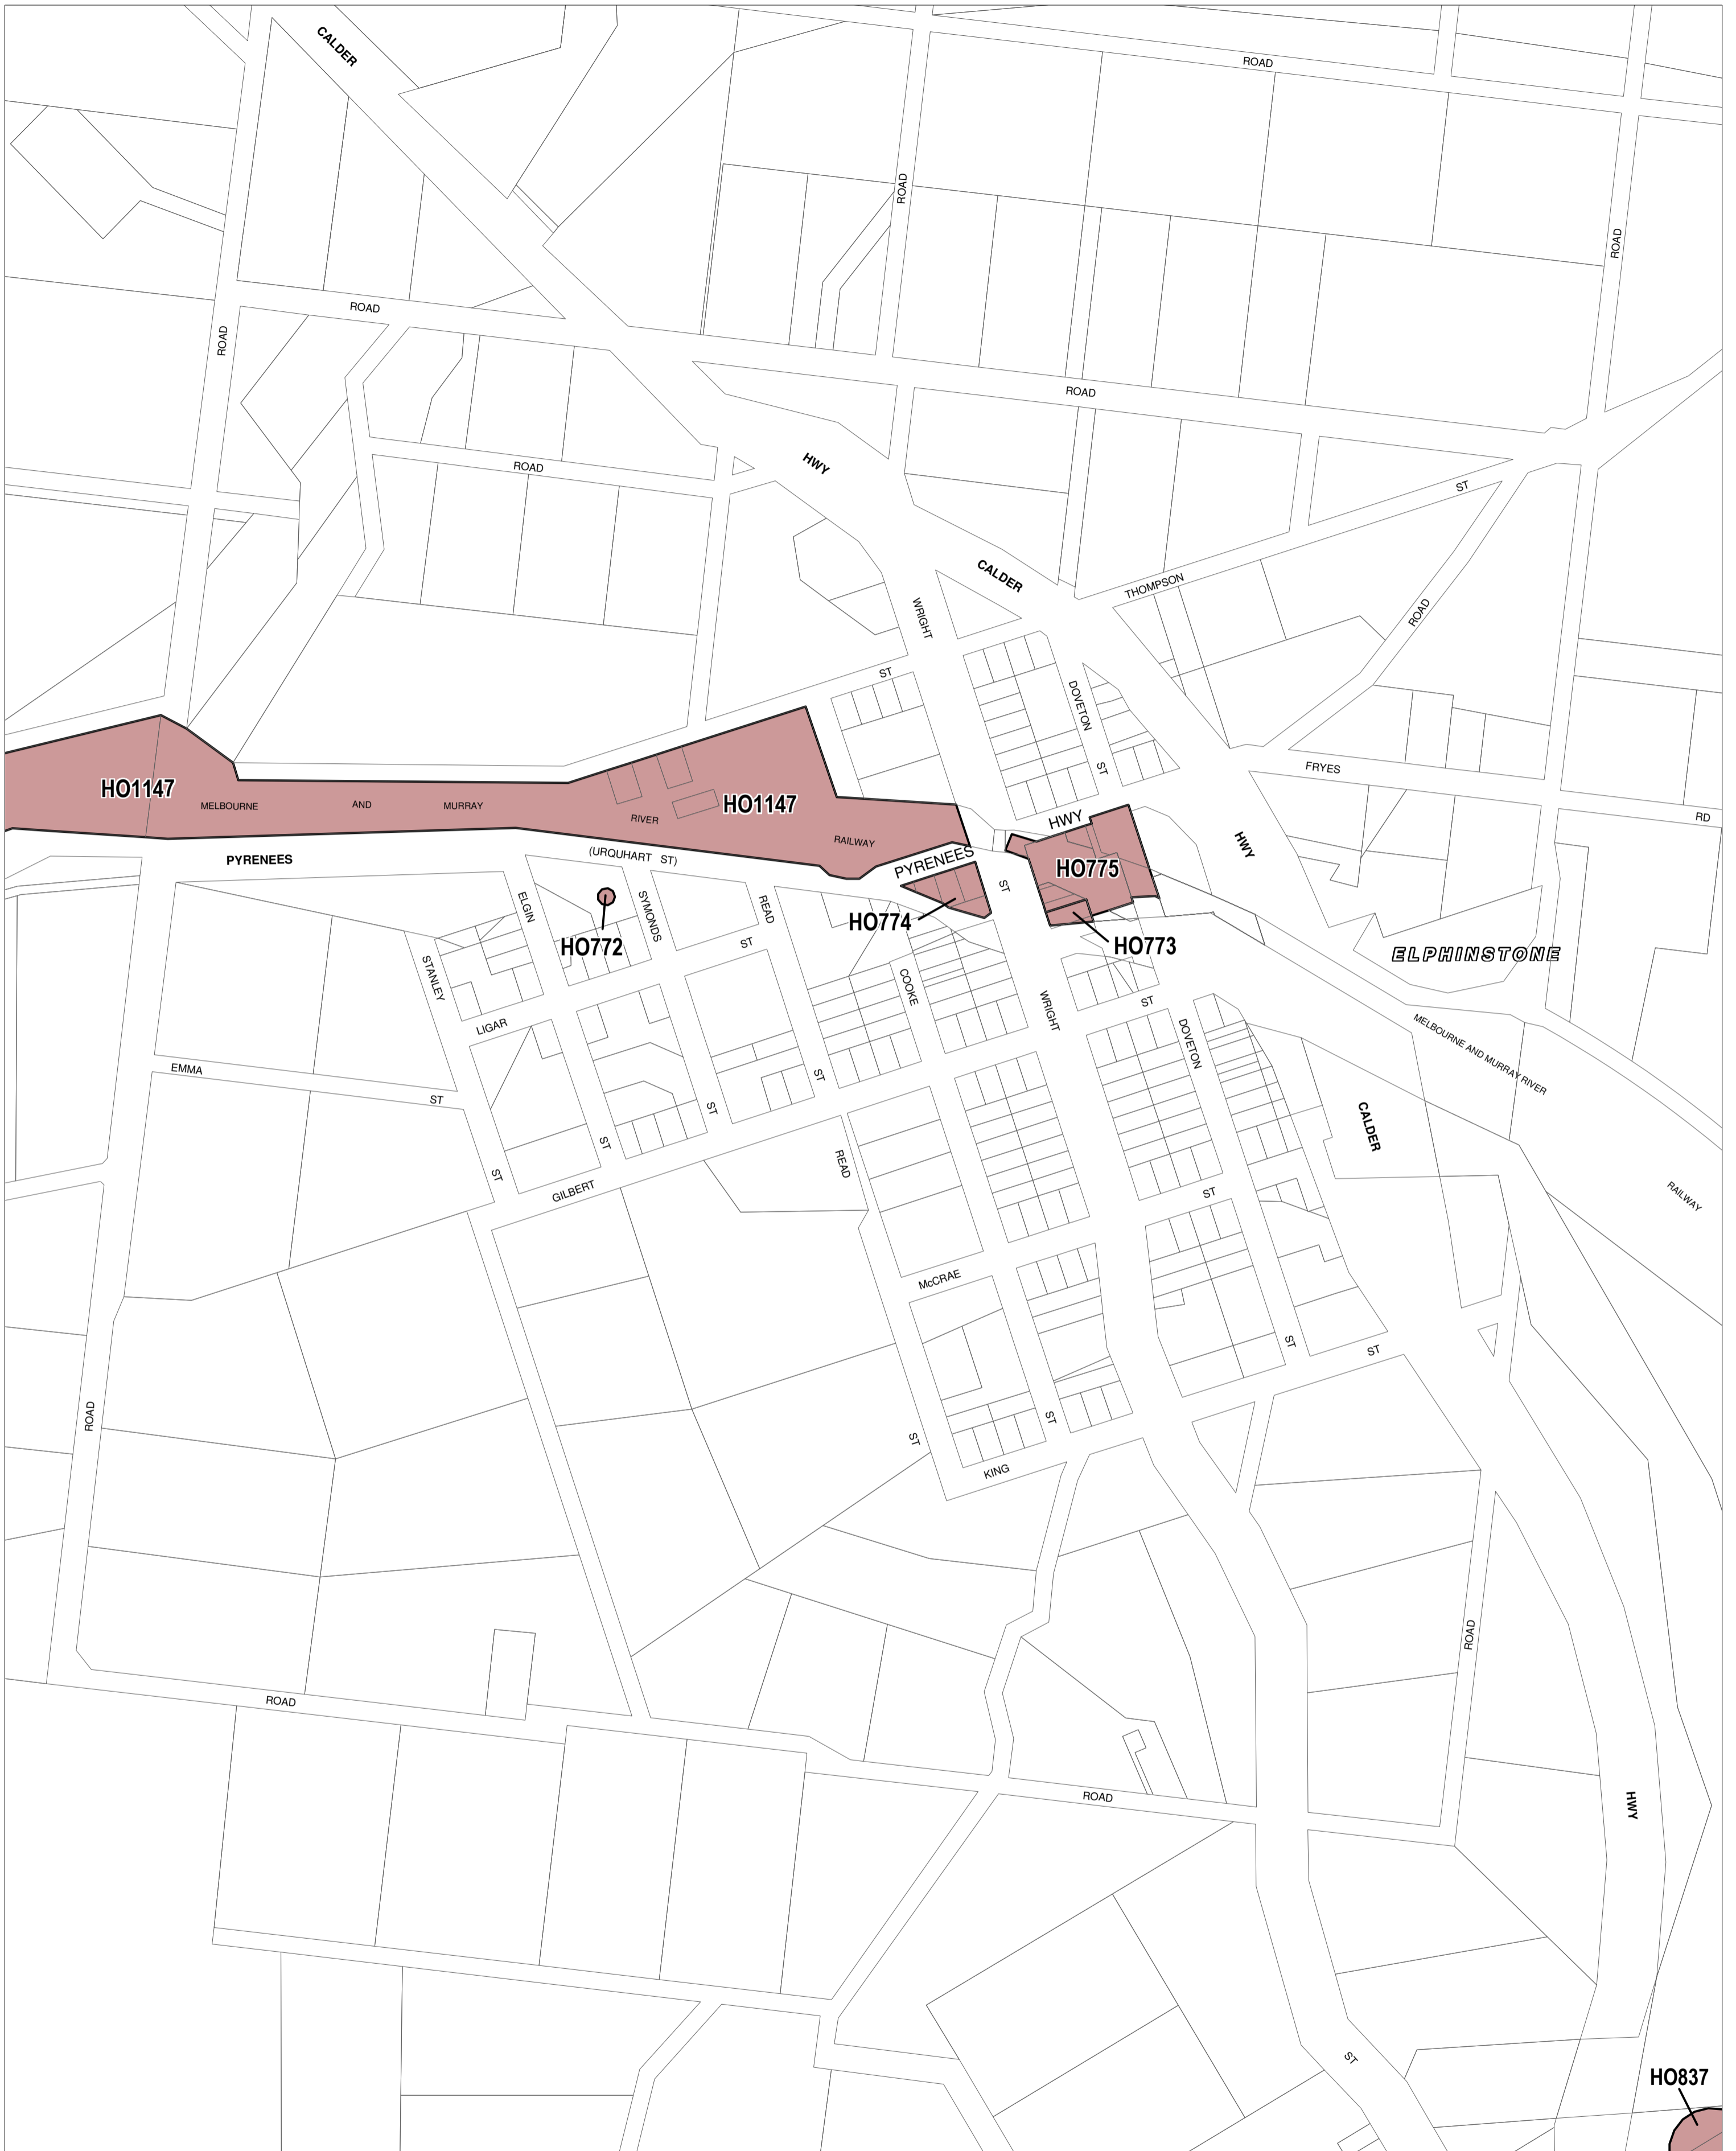 CALDER
ROAD
ROAD
ROAD
ROAD
ROAD
ROAD
ROAD
HWY
ST
CALDER
THOMPSON
WRIGHT
ROAD
ST
DOVETON
ST
FRYES
HO1147
MELBOURNE
AND
MURRAY
RIVER
HO1147
RAILWAY
HWY
RD
HWY
PYRENEES
(URQUHART ST)
PYRENEES
HO775
ST
ELGIN
SYMONDS
READ
HO774
HO772
ST
HO773
ELPHINSTONE
STANLEY
COOKE
WRIGHT
ST
LIGAR
DOVETON
MELBOURNE AND MURRAY RIVER
EMMA
ST
ST
ST
ST
CALDER
READ
ST
GILBERT
ST
RAILWAY
McCRAE
ST
ST
ROAD
ST
ST
KING
ROAD
ROAD
ROAD
HWY
ST
HO837